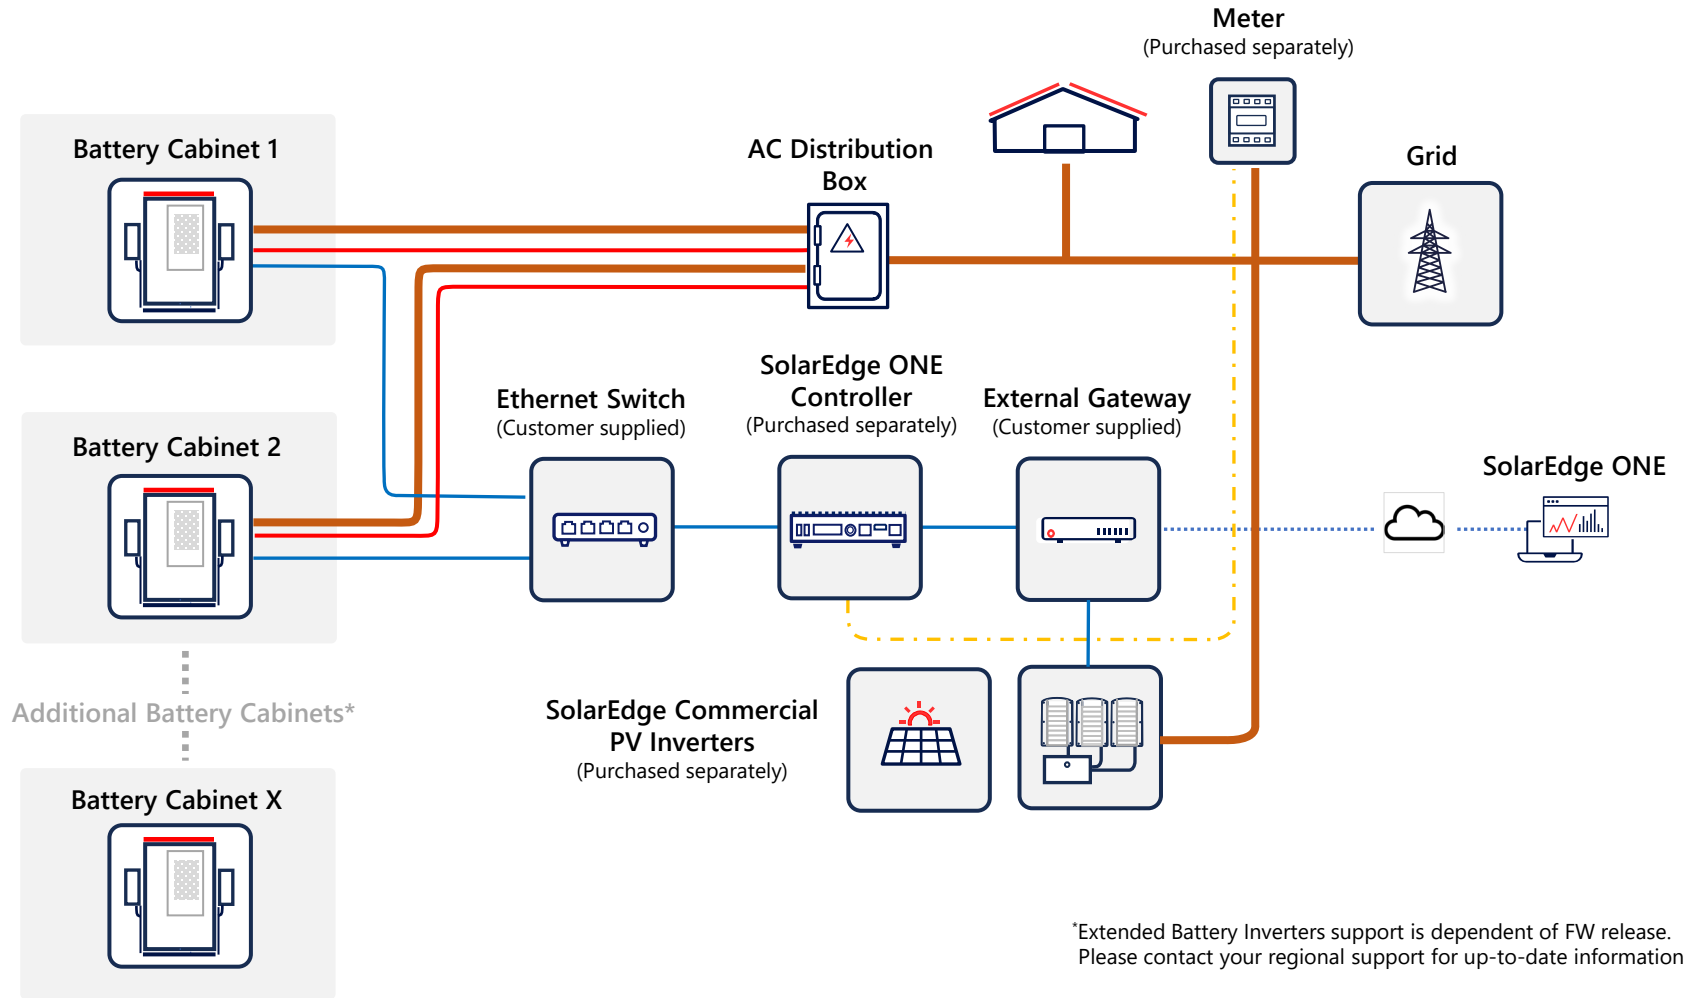 Meter
(Purchased separately)
Battery Cabinet 1
AC Distribution
Box
Grid
SolarEdge ONE
Controller
(Purchased separately)
Ethernet Switch
(Customer supplied)
External Gateway
(Customer supplied)
Battery Cabinet 2
SolarEdge ONE
Additional Battery Cabinets*
SolarEdge Commercial
PV Inverters
(Purchased separately)
Battery Cabinet X
*Extended Battery Inverters support is dependent of FW release.
Please contact your regional support for up-to-date information